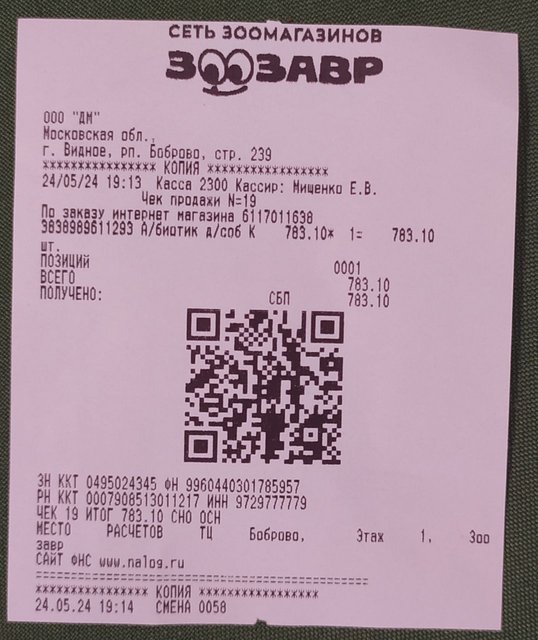 СЕТЬ ЗООМАГАЗИНОВ
ЗООЗАВР
ООО "ДМ"
Московская обл.,
г. Видное, рп. Боброво, стр. 239
**************** КОПИЯ *****************
24/05/24 19:13 Касса 2300 Кассир: Мищенко Е.В.
Чек продажи N=19
По заказу интернет магазина 6117011638
3838989611293 А/биотик д/соб К 783.10* 1= 783.10
шт.
ПОЗИЦИЙ 0001
ВСЕГО 783.10
ПОЛУЧЕНО: СБП 783.10
ЗН ККТ 0495024345 ФН 9960440301785957
РН ККТ 0007908513011217 ИНН 9729777779
ЧЕК 19 ИТОГ 783.10 СНО ОСН
МЕСТО РАСЧЕТОВ ТЦ Боброво, Этаж 1, Зоо
завр
САЙТ ФНС www.nalog.ru
================================================
**************** КОПИЯ *****************
24.05.24 19:14 СМЕНА 0058